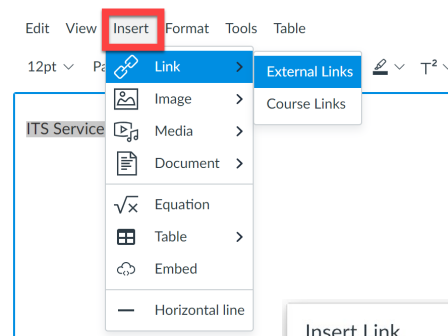 Edit View Insert Format Tools Table
12pt
Link
External Links
Image
Course Links
ITS Service
Media
Document
Equation
Table
Embed
Horizontal line
Insert Link